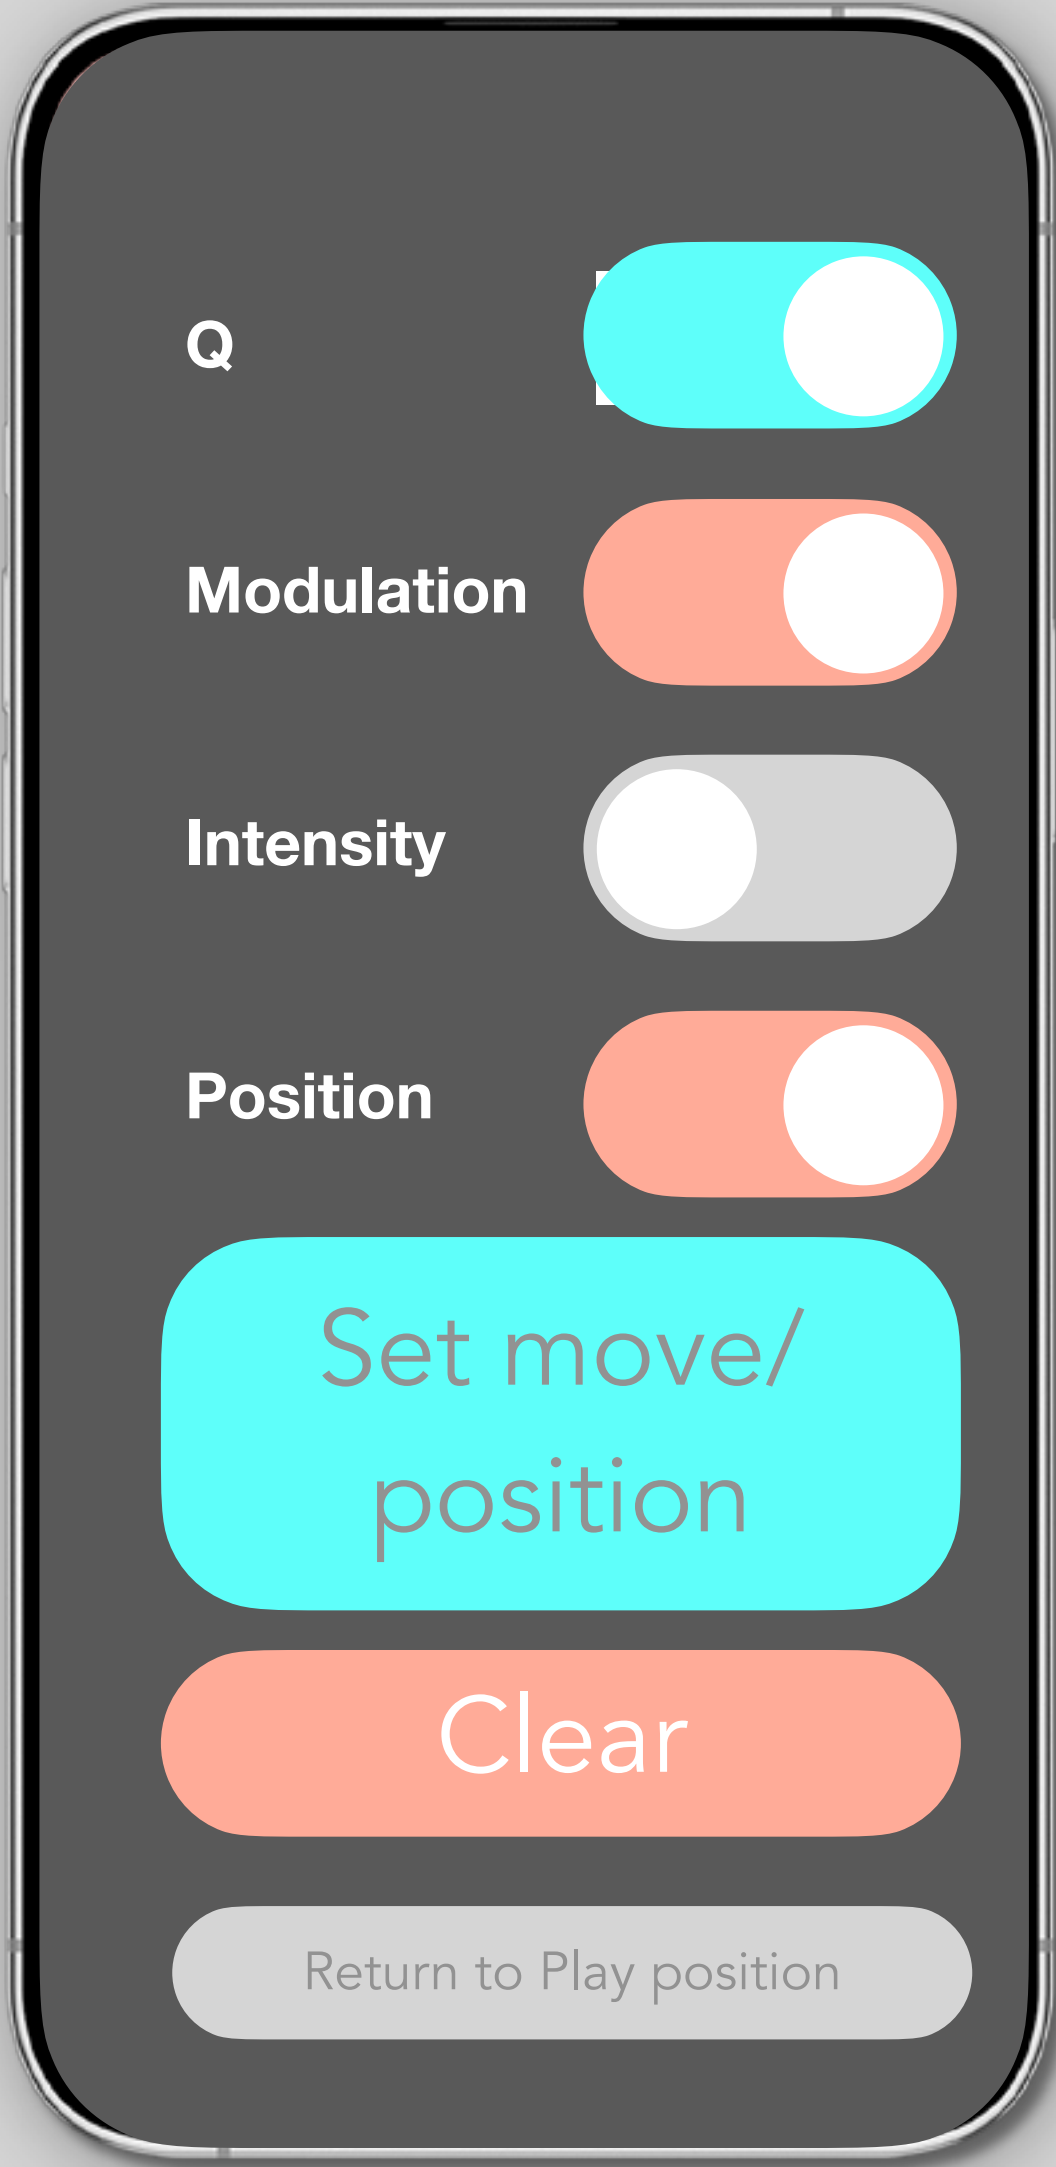 Q
Modulation
Intensity
Position
Set move/
position
Clear
Return to Play position